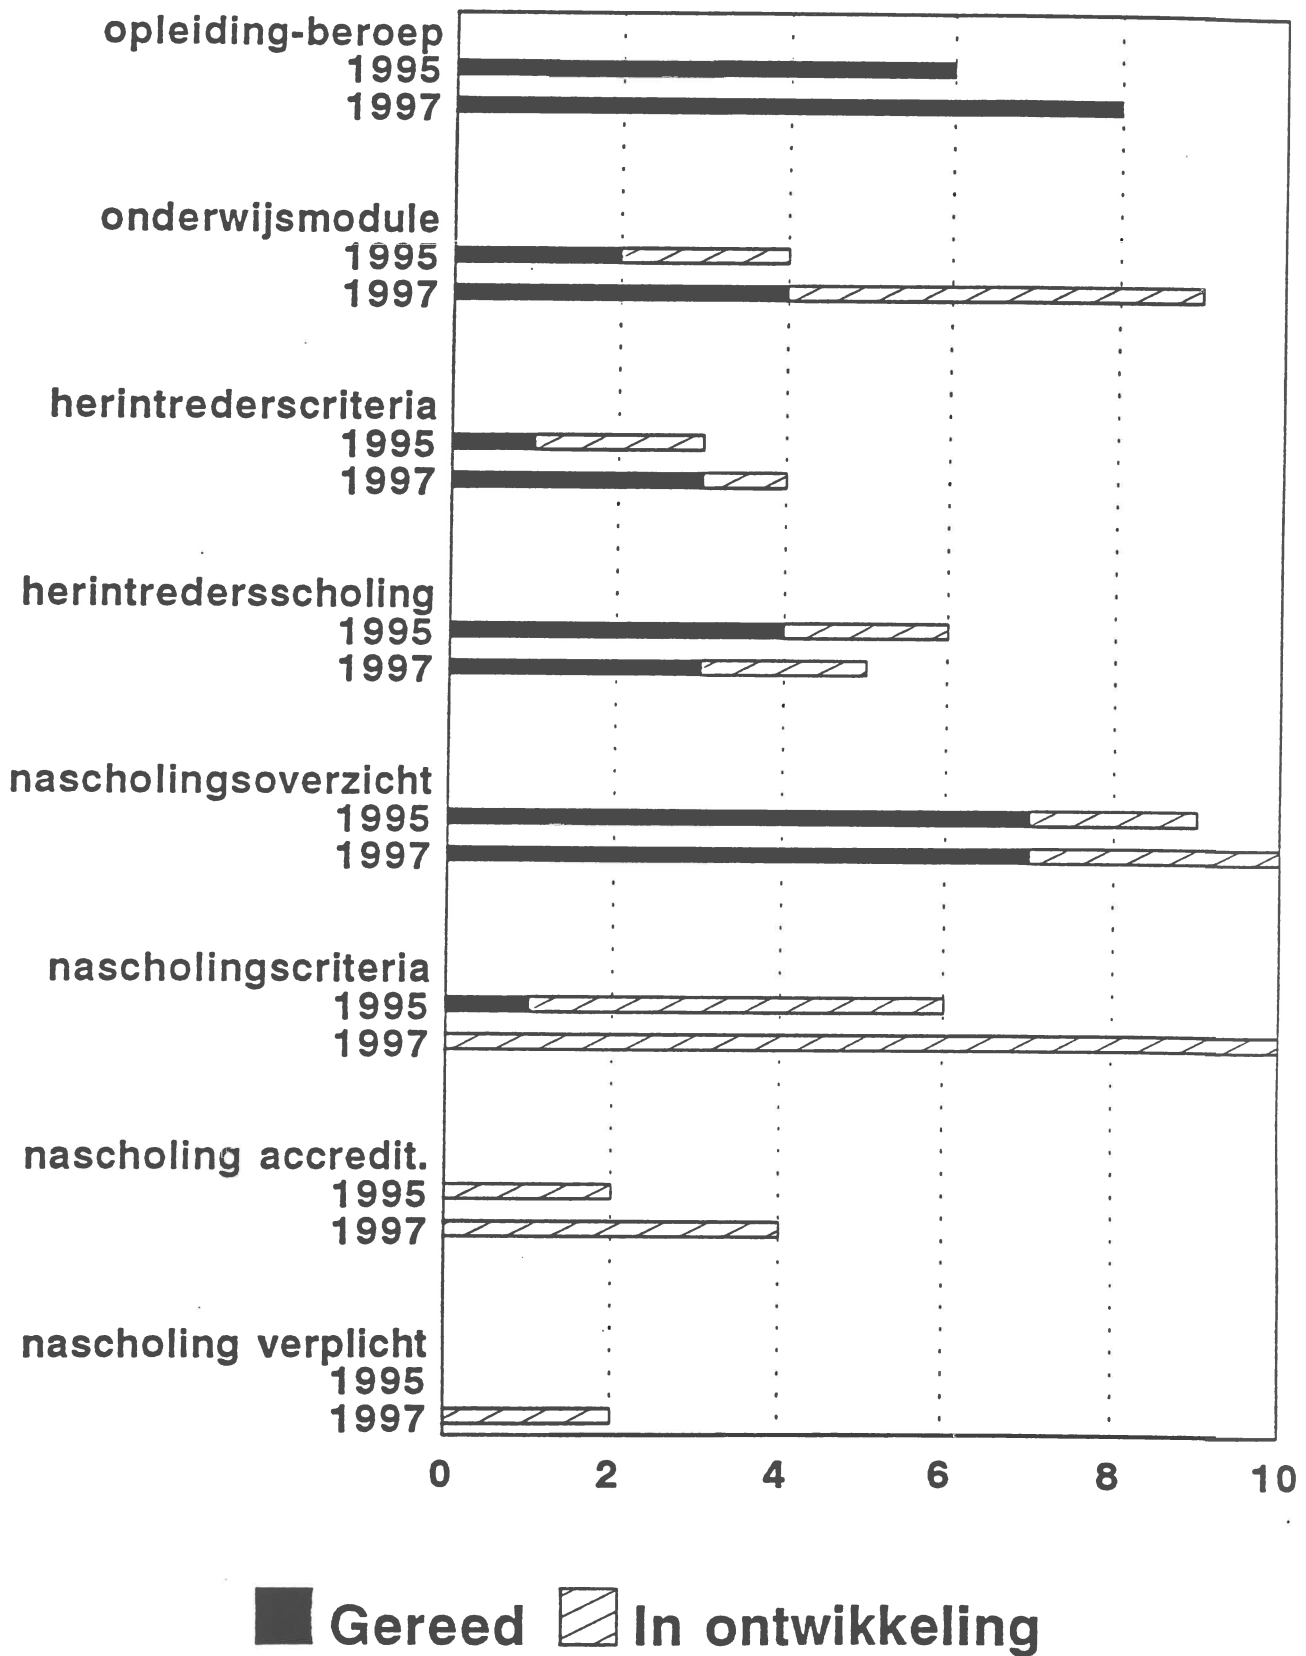 opleiding-beroep
1995
1997
onderwijsmodule
1995
1997
herintrederscriteria
1995
1997
herintredersscholing
1995
1997
nascholingsoverzicht
1995
1997
nascholingscriteria
1995
1997
nascholing accredit.
1995
1997
nascholing verplicht
1995
1997
0 2 4 6 8 10
Gereed In ontwikkeling